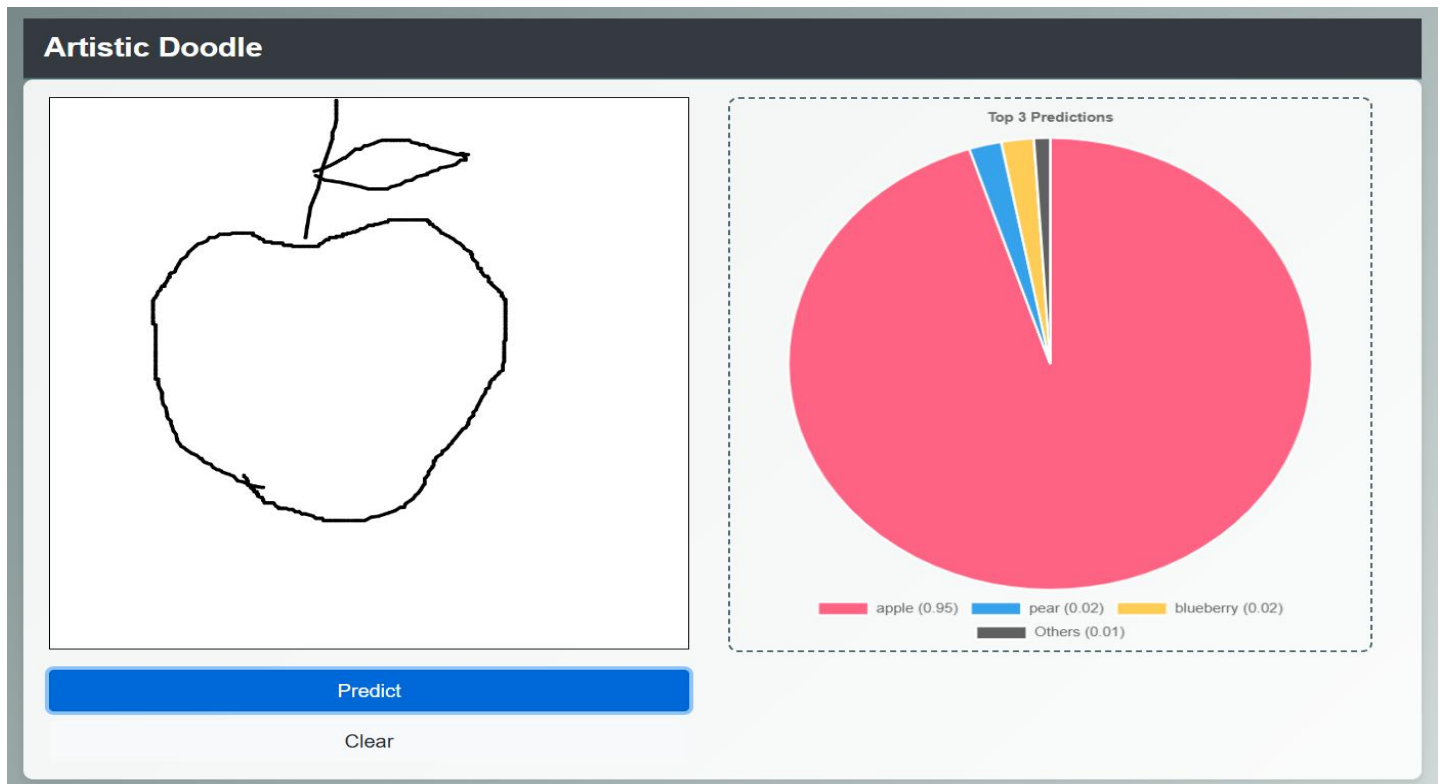 Artistic Doodle
Top 3 Predictions
apple (0.95) pear (0.02) blueberry (0.02)
Others (0.01)
Predict
Clear